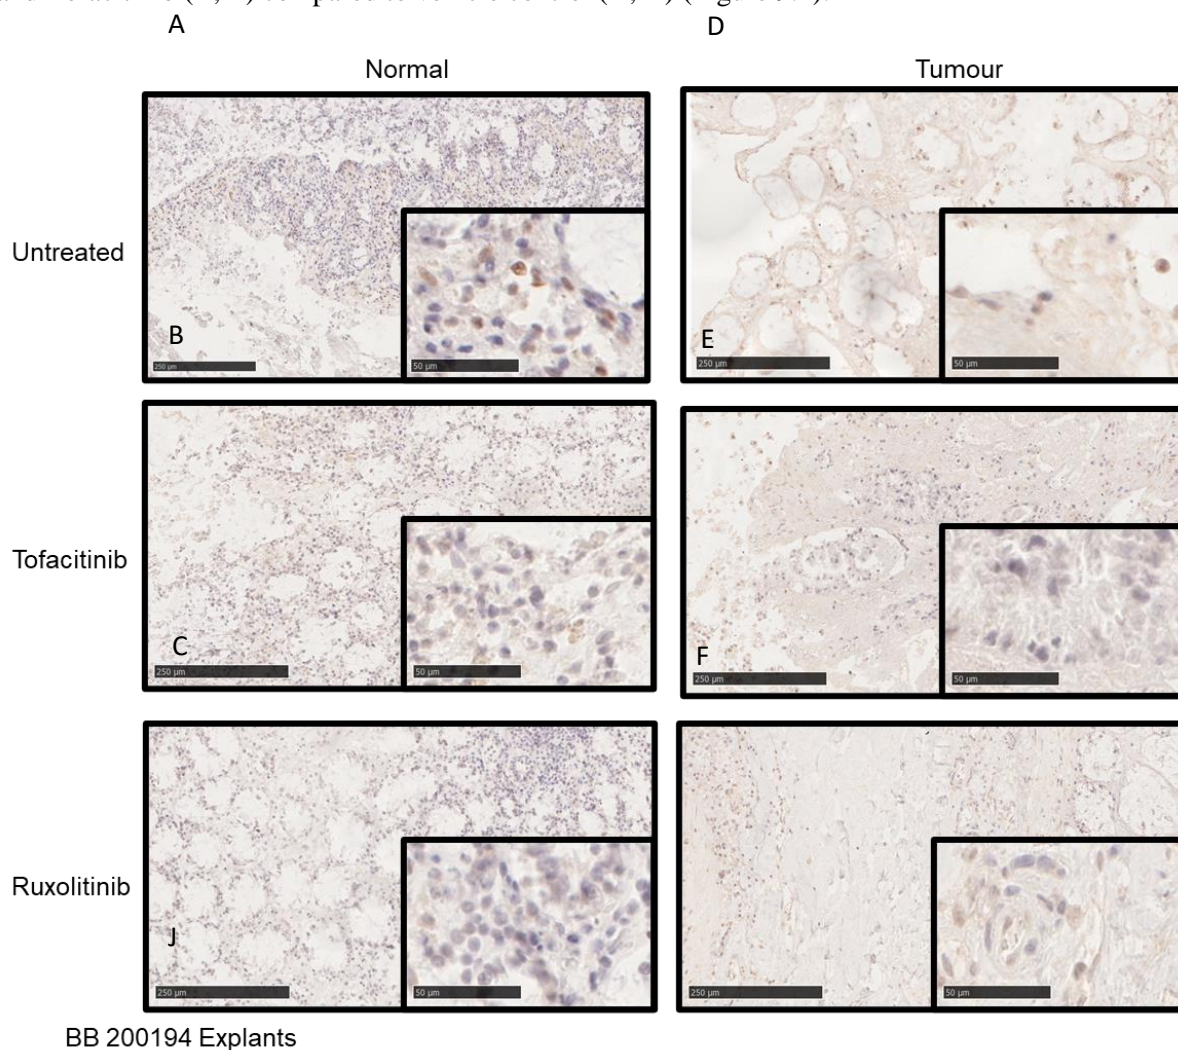 A D
Normal Tumour
Untreated
B E
250 µm 50 µm 250 µm 50 µm
Tofacitinib
C F
250 µm 50 µm 250 µm 50 µm
Ruxolitinib
J
250 µm 50 µm 250 µm 50 µm
BB 200194 Explants